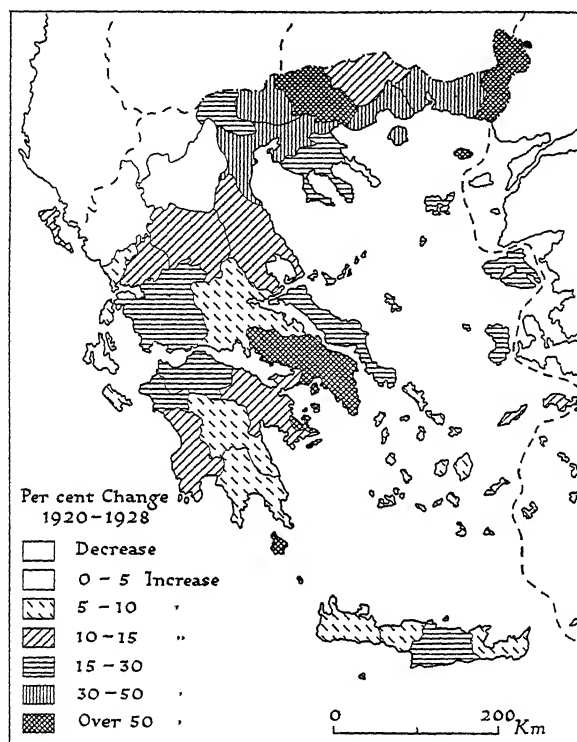 Per cent Change
1920-1928
Decrease
0 - 5 Increase
5 - 10 "
10 - 15 "
15 - 30
30 - 50 "
Over 50 "
0 200 Km